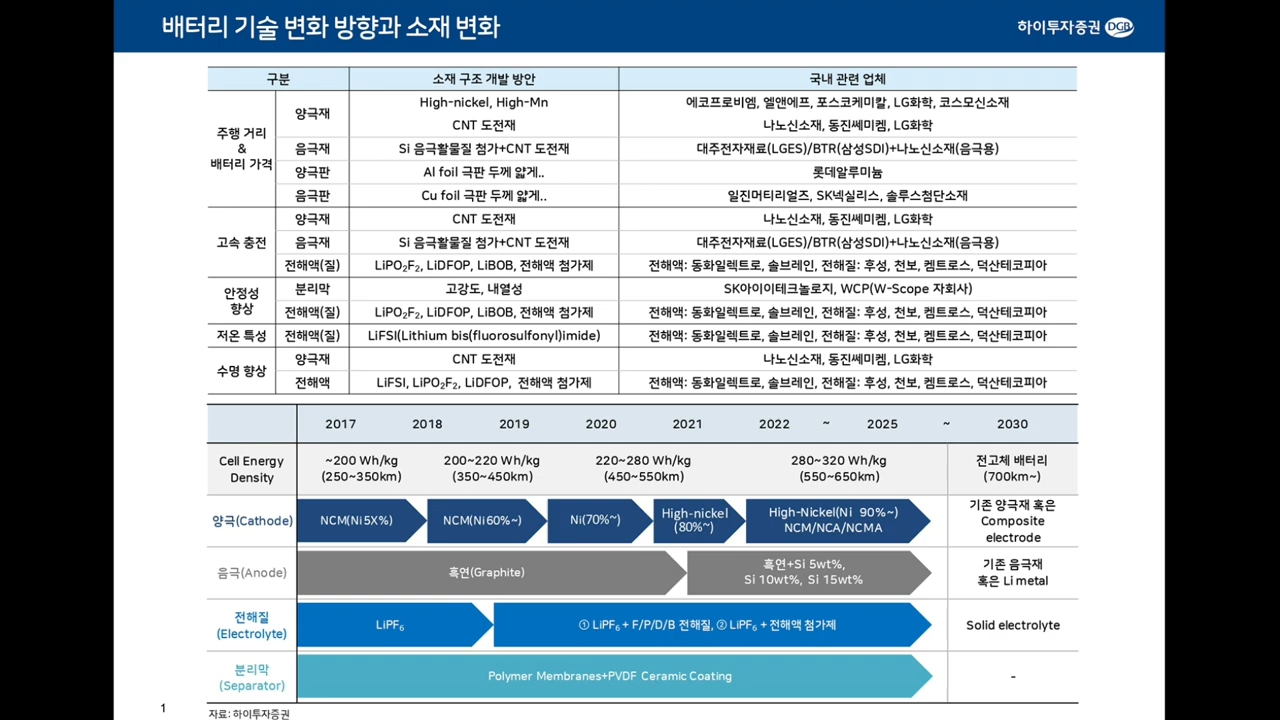 배터리 기술 변화 방향과 소재 변화
하이투자증권 DGB
구분 소재 구조 개발 방안 국내 관련 업체
주행 거리 & 배터리 가격 양극재 High-nickel, High-Mn 에코프로비엠, 엘앤에프, 포스코케미칼, LG화학, 코스모신소재
CNT 도전재 나노신소재, 동진쎄미켐, LG화학
음극재 Si 음극활물질 첨가+CNT 도전재 대주전자재료(LGES)/BTR(삼성SDI)+나노신소재(음극용)
양극판 Al foil 극판 두께 얇게.. 롯데알루미늄
음극판 Cu foil 극판 두께 얇게.. 일진머티리얼즈, SK넥실리스, 솔루스첨단소재
고속 충전 양극재 CNT 도전재 나노신소재, 동진쎄미켐, LG화학
음극재 Si 음극활물질 첨가+CNT 도전재 대주전자재료(LGES)/BTR(삼성SDI)+나노신소재(음극용)
전해액(질) LiPO₂F₂, LiDFOP, LiBOB, 전해액 첨가제 전해액: 동화일렉트로, 솔브레인, 전해질: 후성, 천보, 켐트로스, 덕산테코피아
안정성 향상 분리막 고강도, 내열성 SK아이이테크놀로지, WCP(W-Scope 자회사)
전해액(질) LiPO₂F₂, LiDFOP, LiBOB, 전해액 첨가제 전해액: 동화일렉트로, 솔브레인, 전해질: 후성, 천보, 켐트로스, 덕산테코피아
저온 특성 전해액(질) LiFSI(Lithium bis(fluorosulfonyl)imide) 전해액: 동화일렉트로, 솔브레인, 전해질: 후성, 천보, 켐트로스, 덕산테코피아
수명 향상 양극재 CNT 도전재 나노신소재, 동진쎄미켐, LG화학
전해액 LiFSI, LiPO₂F₂, LiDFOP, 전해액 첨가제 전해액: 동화일렉트로, 솔브레인, 전해질: 후성, 천보, 켐트로스, 덕산테코피아
2017 2018 2019 2020 2021 2022 ~ 2025 ~ 2030
Cell Energy Density
~200 Wh/kg (250~350km)
200~220 Wh/kg (350~450km)
220~280 Wh/kg (450~550km)
280~320 Wh/kg (550~650km)
전고체 배터리 (700km~)
양극(Cathode)
NCM(Ni5X%)
NCM(Ni60%~)
Ni(70%~)
High-nickel (80%~)
High-Nickel(Ni 90%~) NCM/NCA/NCMA
기존 양극재 혹은 Composite electrode
음극(Anode)
흑연(Graphite)
흑연+Si 5wt%, Si 10wt%, Si 15wt%
기존 음극재 혹은 Li metal
전해질 (Electrolyte)
LiPF₆
① LiPF₆ + F/P/D/B 전해질, ② LiPF₆ + 전해액 첨가제
Solid electrolyte
분리막 (Separator)
Polymer Membranes+PVDF Ceramic Coating
-
1
자료: 하이투자증권